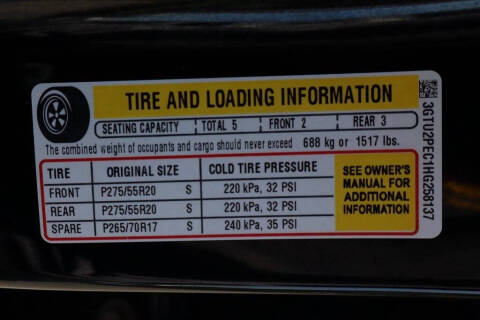 TIRE AND LOADING INFORMATION
SEATING CAPACITY TOTAL 5 FRONT 2 REAR 3
The combined weight of occupants and cargo should never exceed 688 kg or 1517 lbs.
TIRE ORIGINAL SIZE COLD TIRE PRESSURE
FRONT P275/55R20 S 220 kPa, 32 PSI
REAR P275/55R20 S 220 kPa, 32 PSI
SPARE P265/70R17 S 240 kPa, 35 PSI
SEE OWNER'S
MANUAL FOR
ADDITIONAL
INFORMATION
3GTU2PEC1HG258137